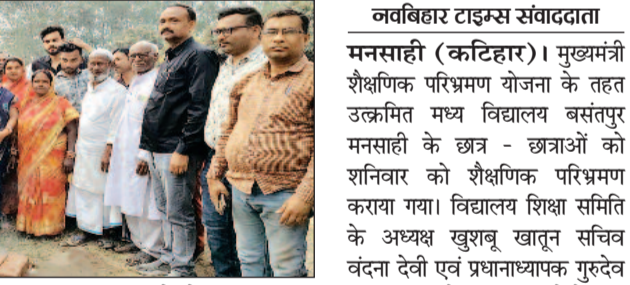 नवबिहार टाइम्स संवाददाता
मनसाही (कटिहार)। मुख्यमंत्री
शैक्षणिक परिभ्रमण योजना के तहत
उत्क्रमित मध्य विद्यालय बसंतपुर
मनसाही के छात्र - छात्राओं को
शनिवार को शैक्षणिक परिभ्रमण
कराया गया। विद्यालय शिक्षा समिति
के अध्यक्ष खुशबू खातून सचिव
वंदना देवी एवं प्रधानाध्यापक गुरुदेव